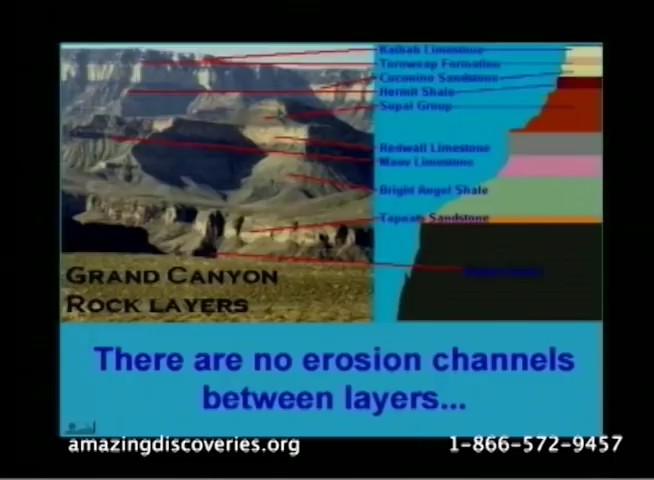 Kaibab Limestone
Toroweap Formation
Coconino Sandstone
Hermit Shale
Supai Group
Redwall Limestone
Muav Limestone
Bright Angel Shale
Tapeats Sandstone
GRAND CANYON
ROCK LAYERS
There are no erosion channels
between layers...
amazingdiscoveries.org
1-866-572-9457